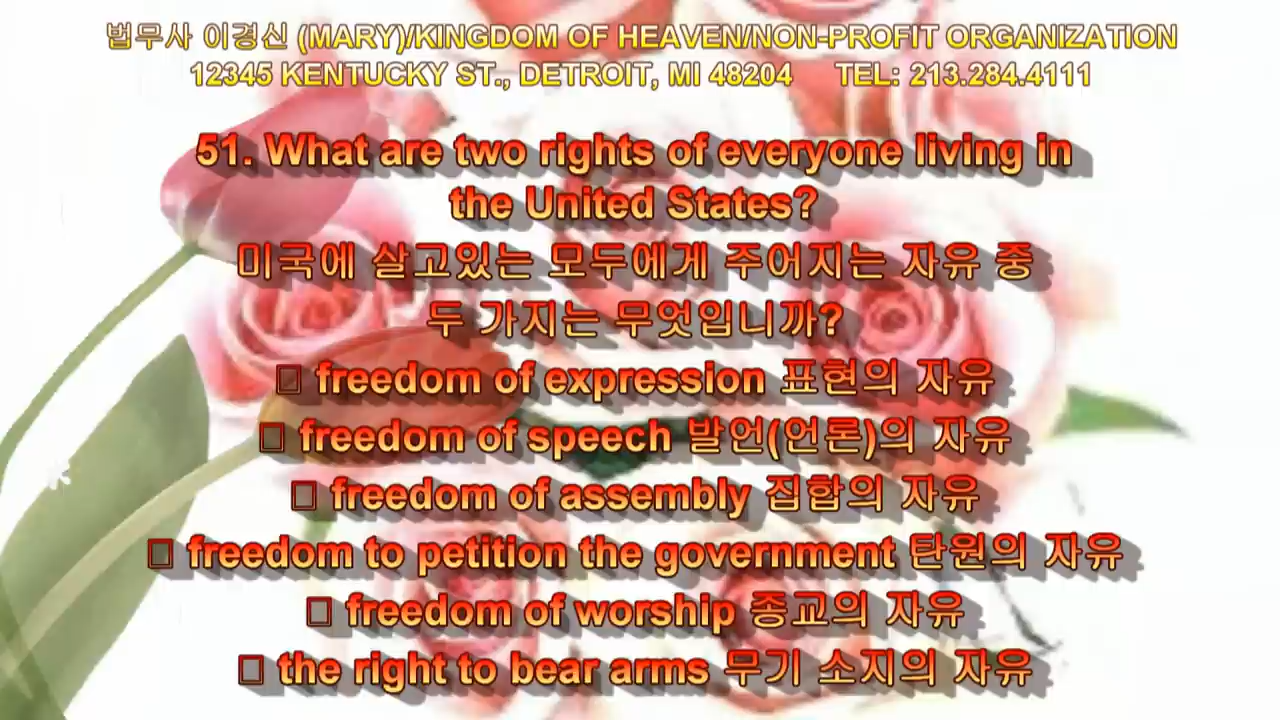 법무사 이경신 (MARY)/KINGDOM OF HEAVEN/NON-PROFIT ORGANIZATION
12345 KENTUCKY ST., DETROIT, MI 48204 TEL: 213.284.4111
51. What are two rights of everyone living in
the United States?
미국에 살고있는 모두에게 주어지는 자유 중
두 가지는 무엇입니까?
□ freedom of expression 표현의 자유
□ freedom of speech 발언(언론)의 자유
□ freedom of assembly 집합의 자유
□ freedom to petition the government 탄원의 자유
□ freedom of worship 종교의 자유
□ the right to bear arms 무기 소지의 자유